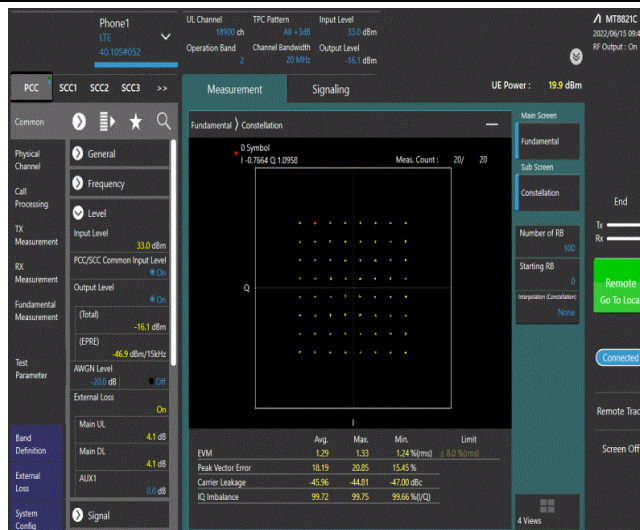 Phone1
LTE
40.10S#052
UL Channel TPC Pattern Input Level
18900 ch All +3dB 33.0 dBm
Operation Band Channel Bandwidth Output Level
2 20 MHz -16.1 dBm
MT8821C
2022/06/15 09:4
RF Output : On
PCC SCC1 SCC2 SCC3 >>
Measurement Signaling
UE Power : 19.9 dBm
Common
Physical
Channel
Call
Processing
TX
Measurement
RX
Measurement
Fundamental
Measurement
Test
Parameter
Band
Definition
External
Loss
System
Config
General
Frequency
Level
Input Level
33.0 dBm
PCC/SCC Common Input Level
On
Output Level
On
(Total)
-16.1 dBm
(EPRE)
-46.9 dBm/15kHz
AWGN Level
-20.0 dB Off
External Loss
On
Main UL
4.1 dB
Main DL
4.1 dB
AUX1
0.0 dB
Signal
Fundamental Constellation
0 Symbol
I -0.7664 Q 1.0958 Meas. Count : 20/ 20
Q
I
Avg. Max. Min. Limit
EVM 1.29 1.33 1.24 %(rms) ≤ 8.0 %(rms)
Peak Vector Error 18.19 20.85 15.45 %
Carrier Leakage -45.96 -44.81 -47.00 dBc
IQ Imbalance 99.72 99.75 99.66 %(I/Q)
Main Screen
Fundamental
Sub Screen
Constellation
Number of RB
100
Starting RB
0
Interpolation (Constellation)
None
4 Views
End
Tx
Rx
Remote
Go To Loca
Connected
Remote Trac
Screen Off